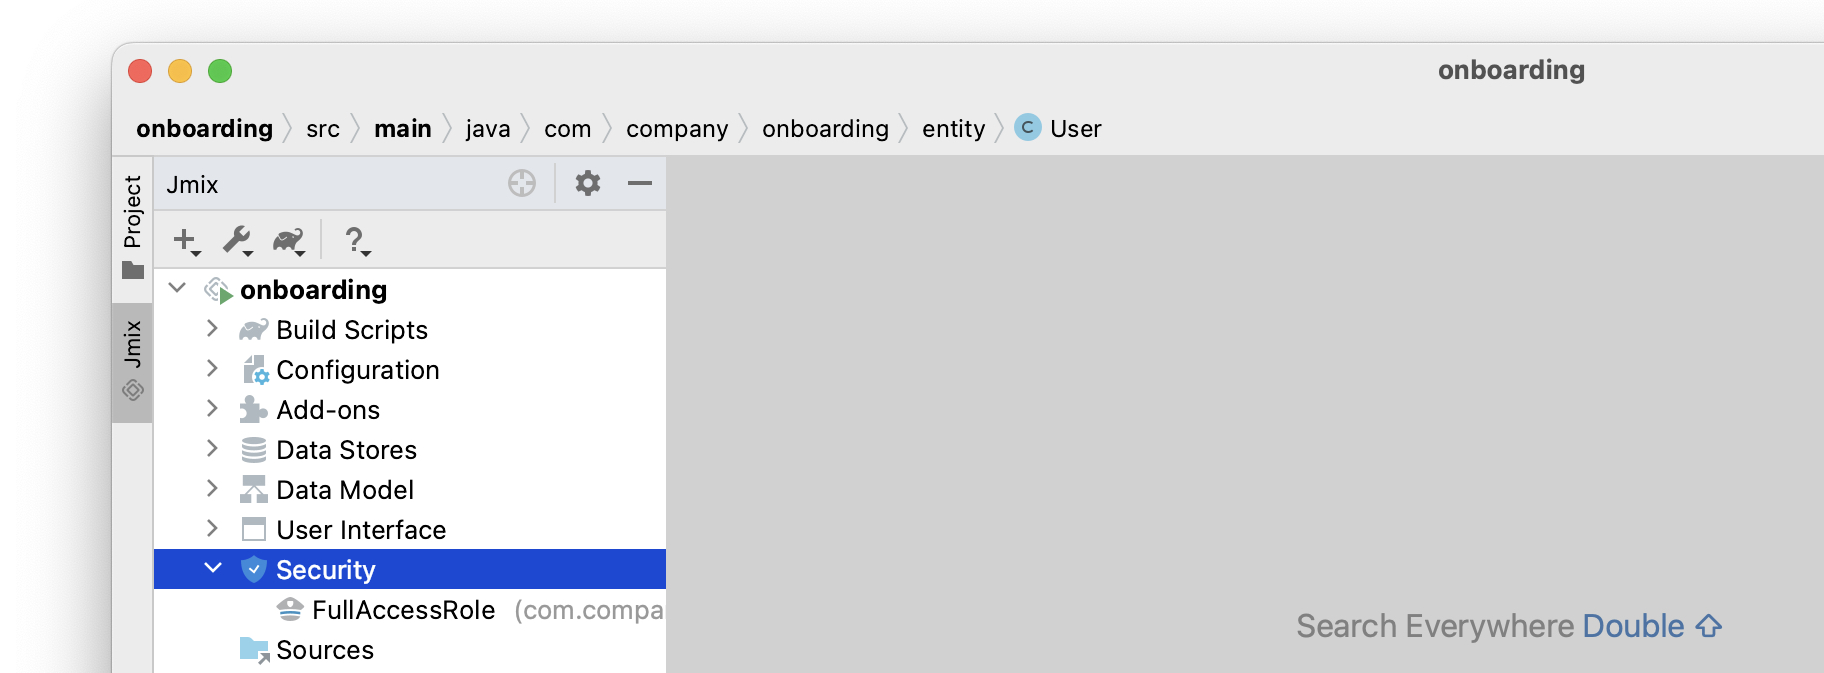 onboarding
onboarding src main java com company onboarding entity C User
Project
Jmix
Jmix
?
onboarding
Build Scripts
Configuration
Add-ons
Data Stores
Data Model
User Interface
Security
FullAccessRole (com.compa
Sources
Search Everywhere Double ⇧